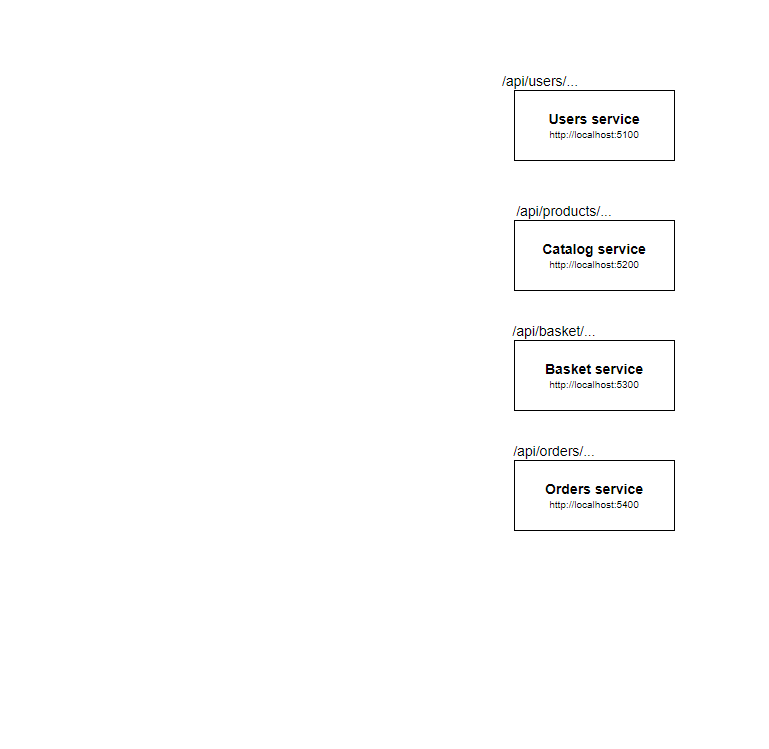 /api/users/...
Users service
http://localhost:5100
/api/products/...
Catalog service
http://localhost:5200
/api/basket/...
Basket service
http://localhost:5300
/api/orders/...
Orders service
http://localhost:5400